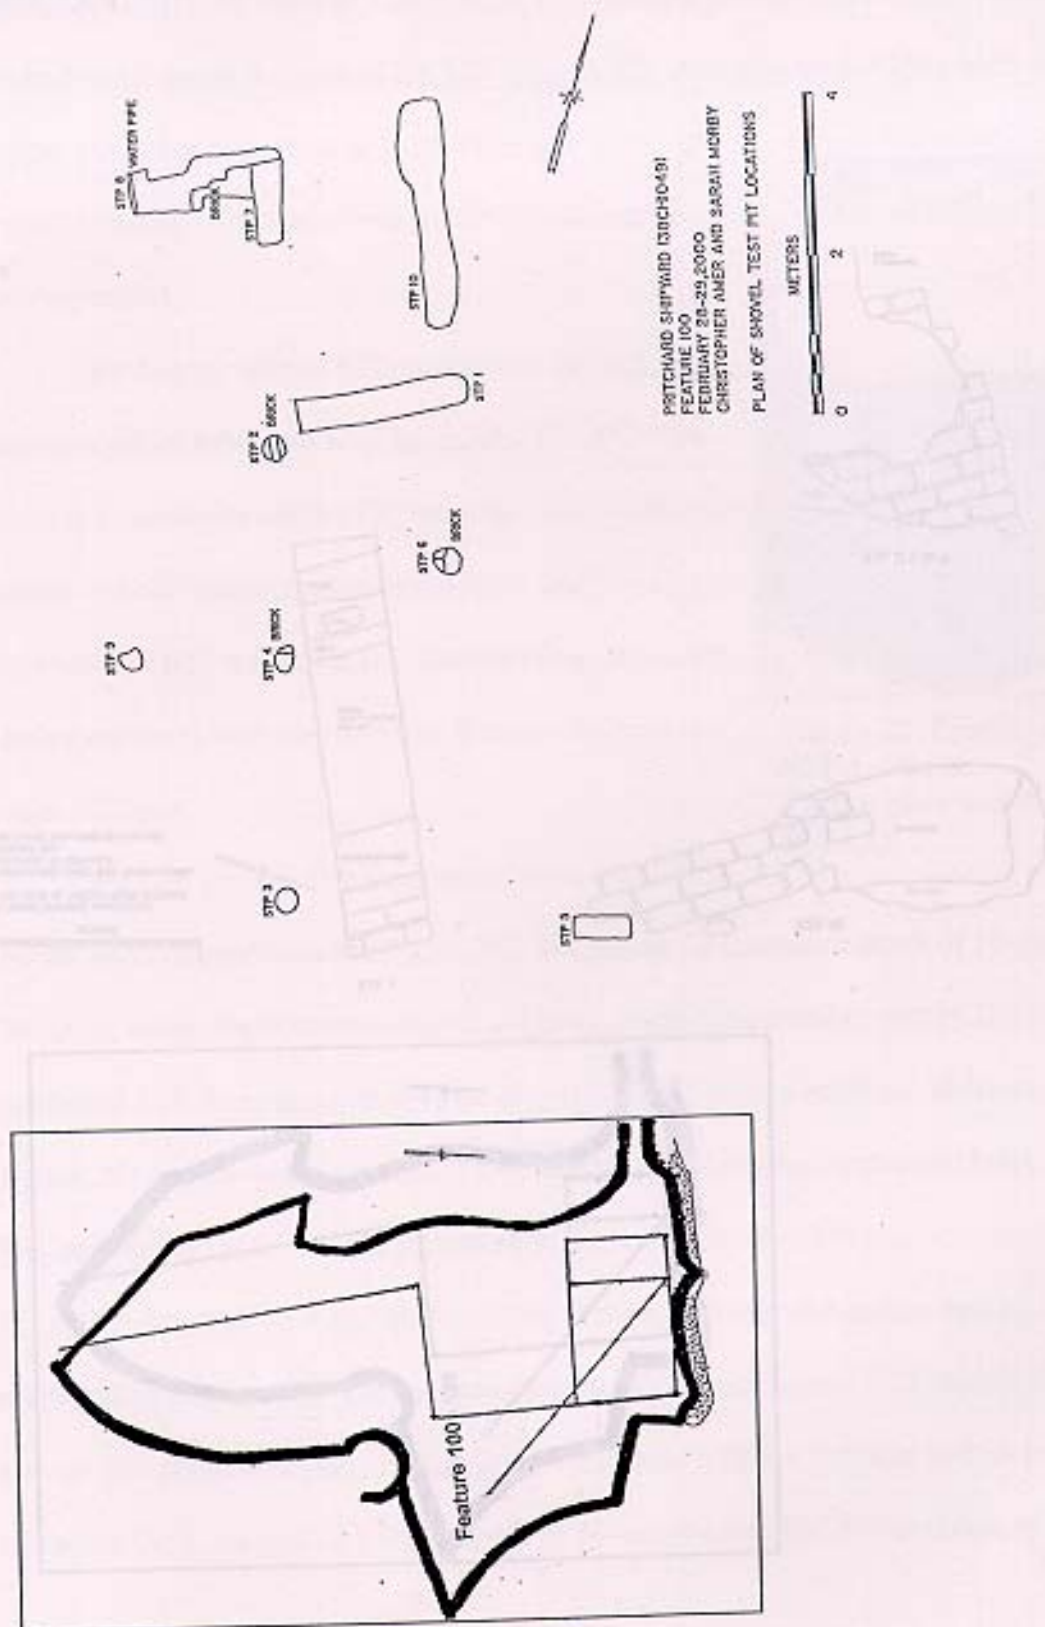 STP 8
WATER PIPE
BRICK
STP 7
STP 10
STP 1
STP 2
BRICK
STP 6
BRICK
STP 9
STP 4
BRICK
STP 3
STP 5
PRITCHARD SHIPYARD (38CH1049)
FEATURE 100
FEBRUARY 28-29,2000
CHRISTOPHER AMER AND SARAH MORBY
PLAN OF SHOVEL TEST PIT LOCATIONS
METERS
0 2 4
Feature 100